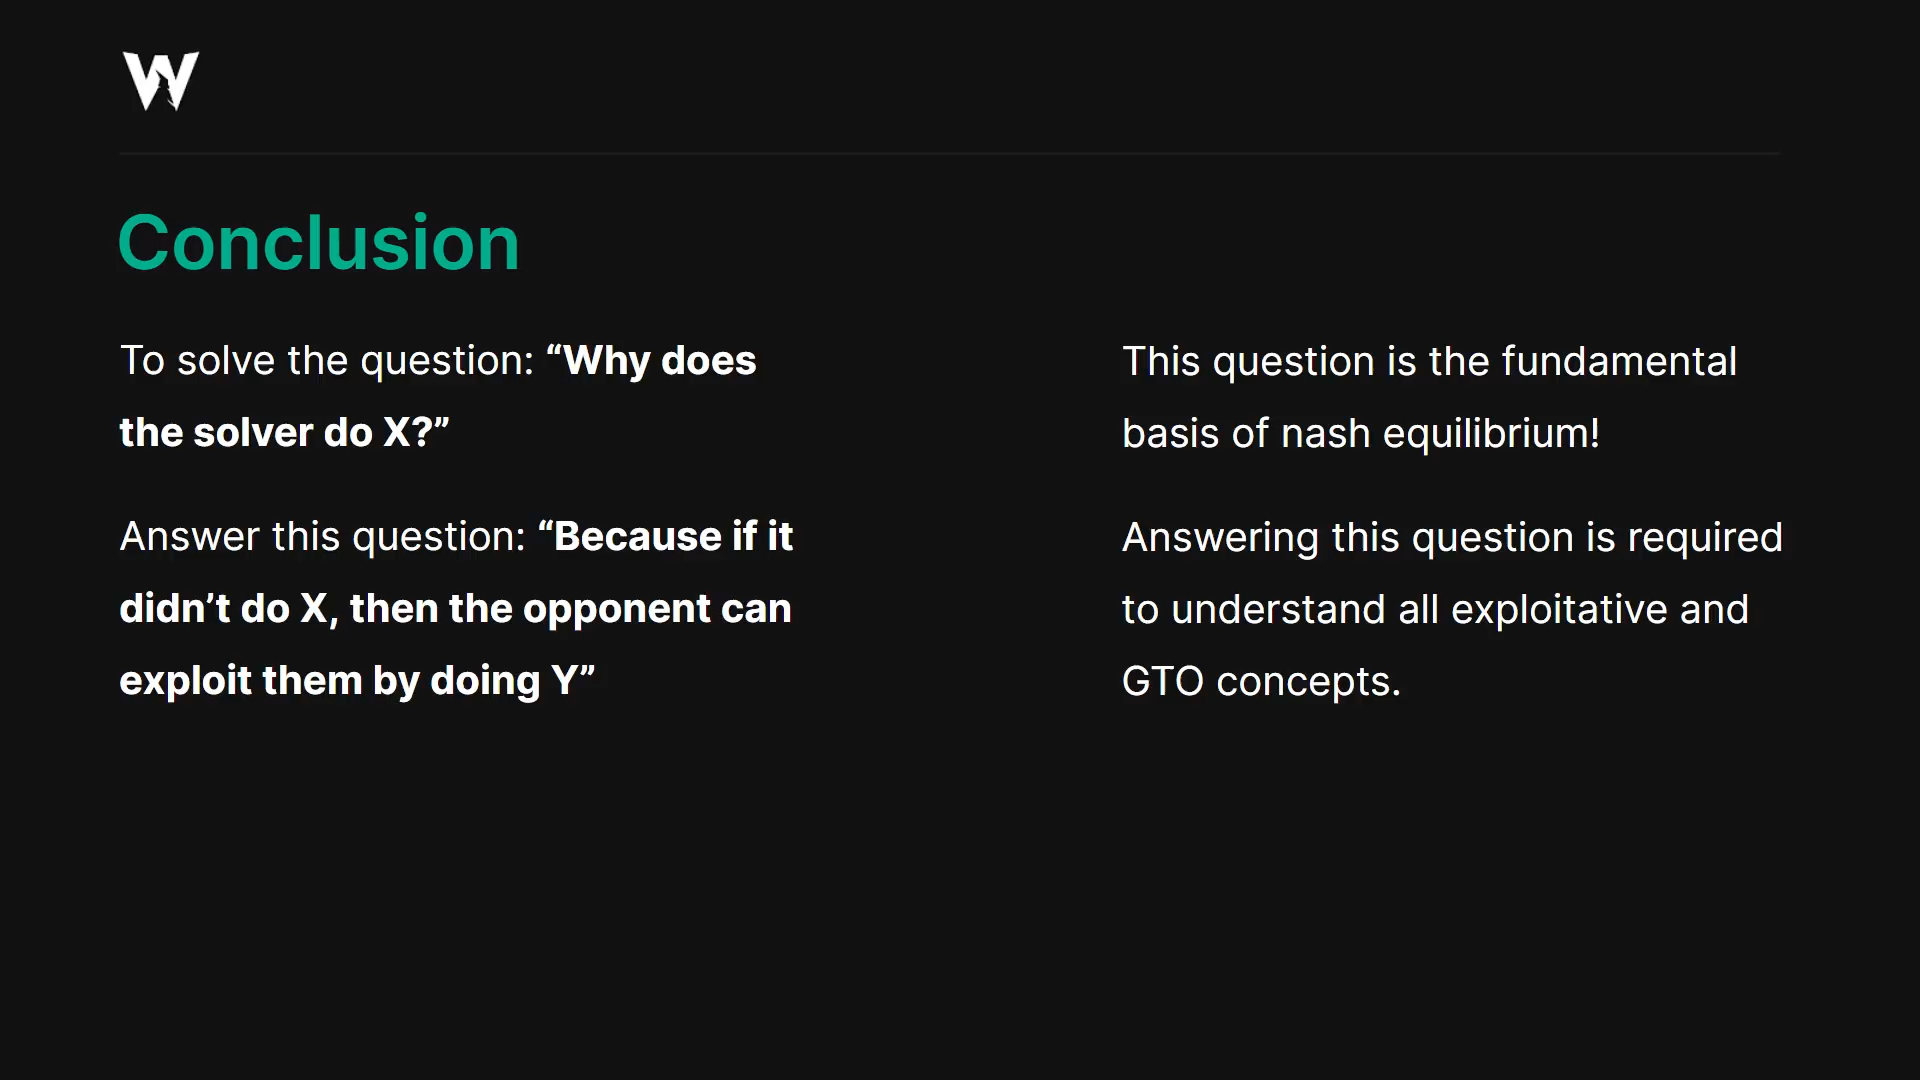 W
Conclusion
To solve the question: “Why does
the solver do X?”
Answer this question: “Because if it
didn’t do X, then the opponent can
exploit them by doing Y”
This question is the fundamental
basis of nash equilibrium!
Answering this question is required
to understand all exploitative and
GTO concepts.